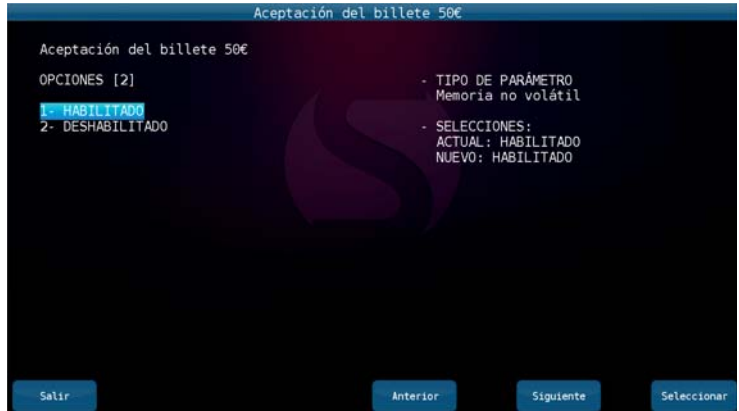 Aceptación del billete 50€
Aceptación del billete 50€
OPCIONES [2]
1- HABILITADO
2- DESHABILITADO
- TIPO DE PARÁMETRO
Memoria no volátil
- SELECCIONES:
ACTUAL: HABILITADO
NUEVO: HABILITADO
Salir
Anterior
Siguiente
Seleccionar